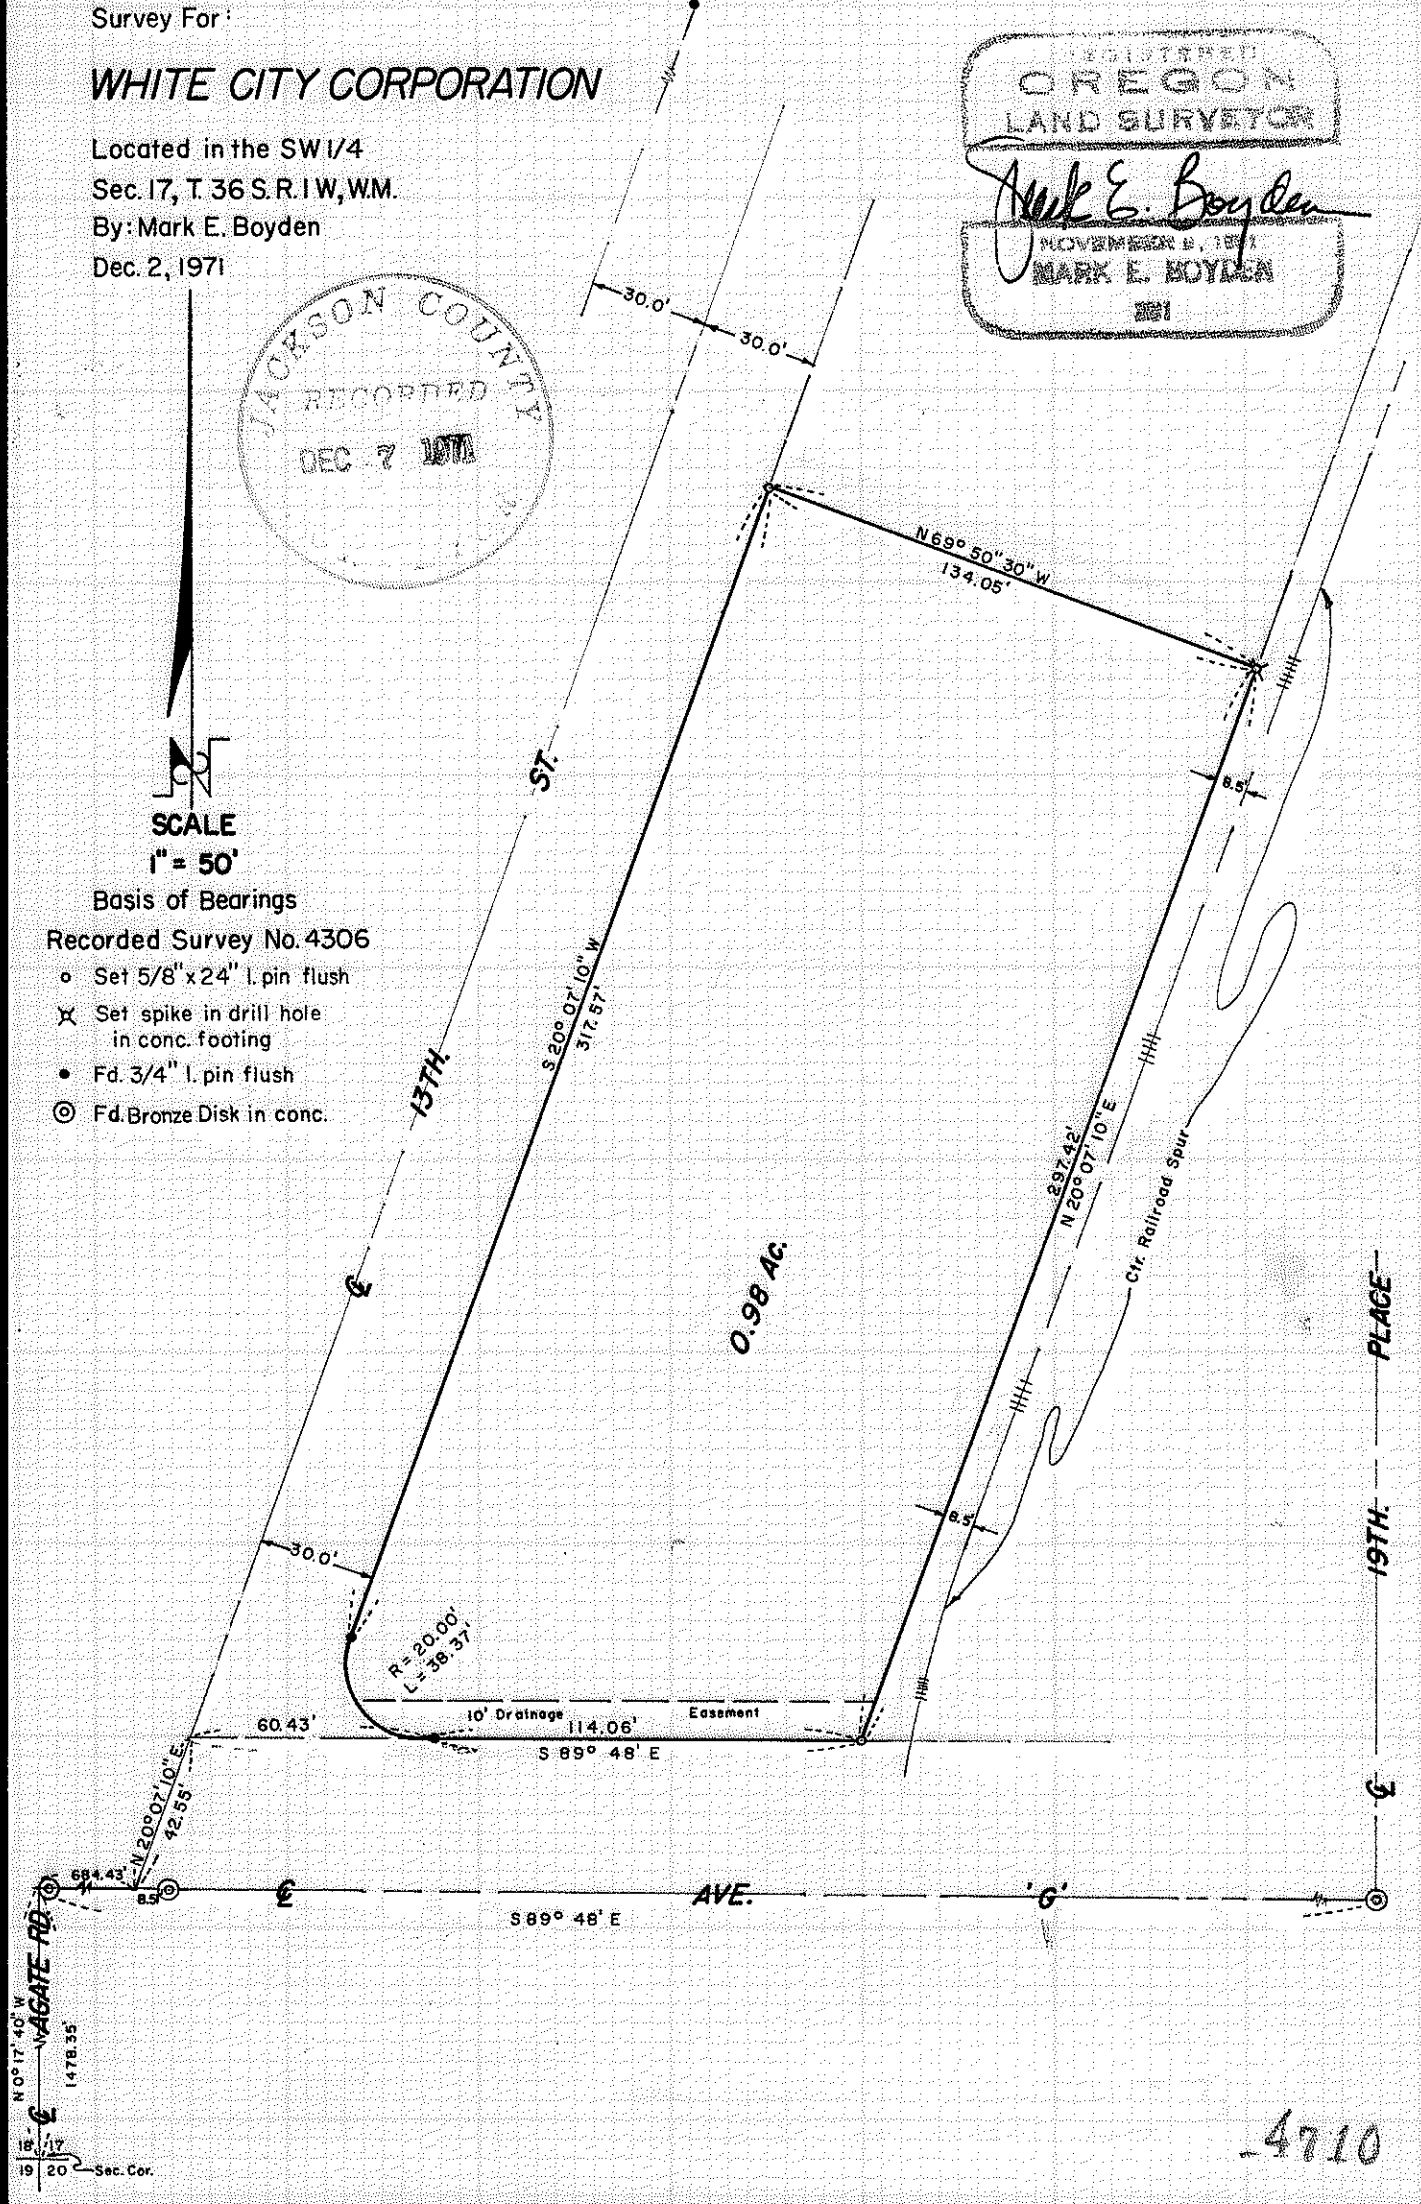 Survey For:
WHITE CITY CORPORATION
Located in the SW 1/4
Sec. 17, T. 36 S. R. 1 W, W.M.
By: Mark E. Boyden
Dec. 2, 1971
REGISTERED
OREGON
LAND SURVEYOR
Mark E. Boyden
NOVEMBER
MARK E. BOYDEN
JACKSON COUNTY
RECORDED
DEC 7 1971
30.0'
30.0'
N 69° 50" 30" W
134.05'
8.5'
SCALE
1" = 50'
Basis of Bearings
Recorded Survey No. 4306
Set 5/8" x 24" I. pin flush
Set spike in drill hole
in conc. footing
Fd. 3/4" I. pin flush
Fd. Bronze Disk in conc.
13TH. ST.
S 20° 07' 10" W
317.57'
297.42'
N 20° 07' 10" E
Ctr. Railroad Spur
0.98 Ac.
19TH. PLACE
8.5'
30.0'
R = 20.00'
L = 38.37'
10' Drainage Easement
60.43'
114.06'
S 89° 48' E
N 20° 07' 10" E
42.55'
684.43'
8.5'
AVE. 'G'
S 89° 48' E
AGATE RD.
N 0° 17' 40" W
1478.35'
18 17
19 20
Sec. Cor.
4710